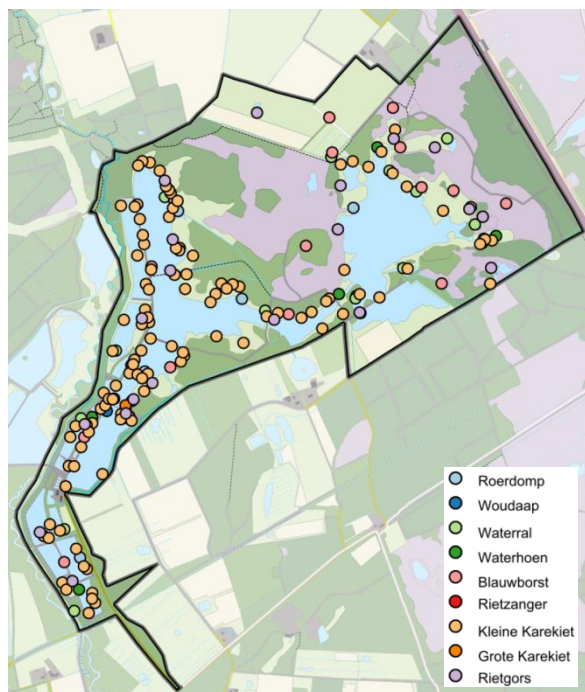 Roerdomp
Woudaap
Waterral
Waterhoen
Blauwborst
Rietzanger
Kleine Karekiet
Grote Karekiet
Rietgors